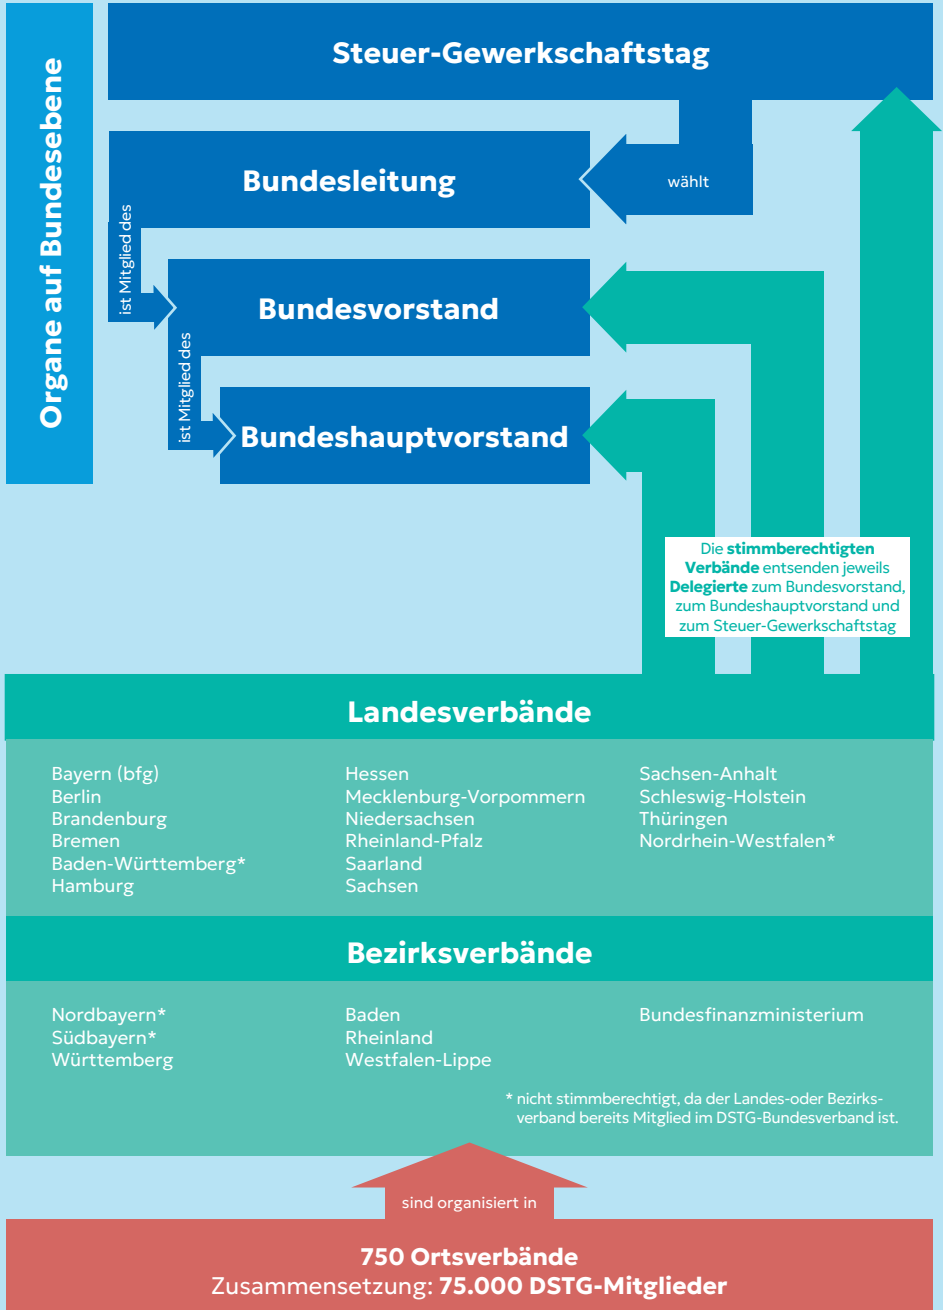 Organe auf Bundesebene
Steuer-Gewerkschaftstag
Bundesleitung
wählt
ist Mitglied des
Bundesvorstand
ist Mitglied des
Bundeshauptvorstand
Die stimmberechtigten
Verbände entsenden jeweils
Delegierte zum Bundesvorstand,
zum Bundeshauptvorstand und
zum Steuer-Gewerkschaftstag
Landesverbände
Bayern (bfg)
Berlin
Brandenburg
Bremen
Baden-Württemberg*
Hamburg
Hessen
Mecklenburg-Vorpommern
Niedersachsen
Rheinland-Pfalz
Saarland
Sachsen
Sachsen-Anhalt
Schleswig-Holstein
Thüringen
Nordrhein-Westfalen*
Bezirksverbände
Nordbayern*
Südbayern*
Württemberg
Baden
Rheinland
Westfalen-Lippe
Bundesfinanzministerium
* nicht stimmberechtigt, da der Landes-oder Bezirks-
verband bereits Mitglied im DSTG-Bundesverband ist.
sind organisiert in
750 Ortsverbände
Zusammensetzung: 75.000 DSTG-Mitglieder